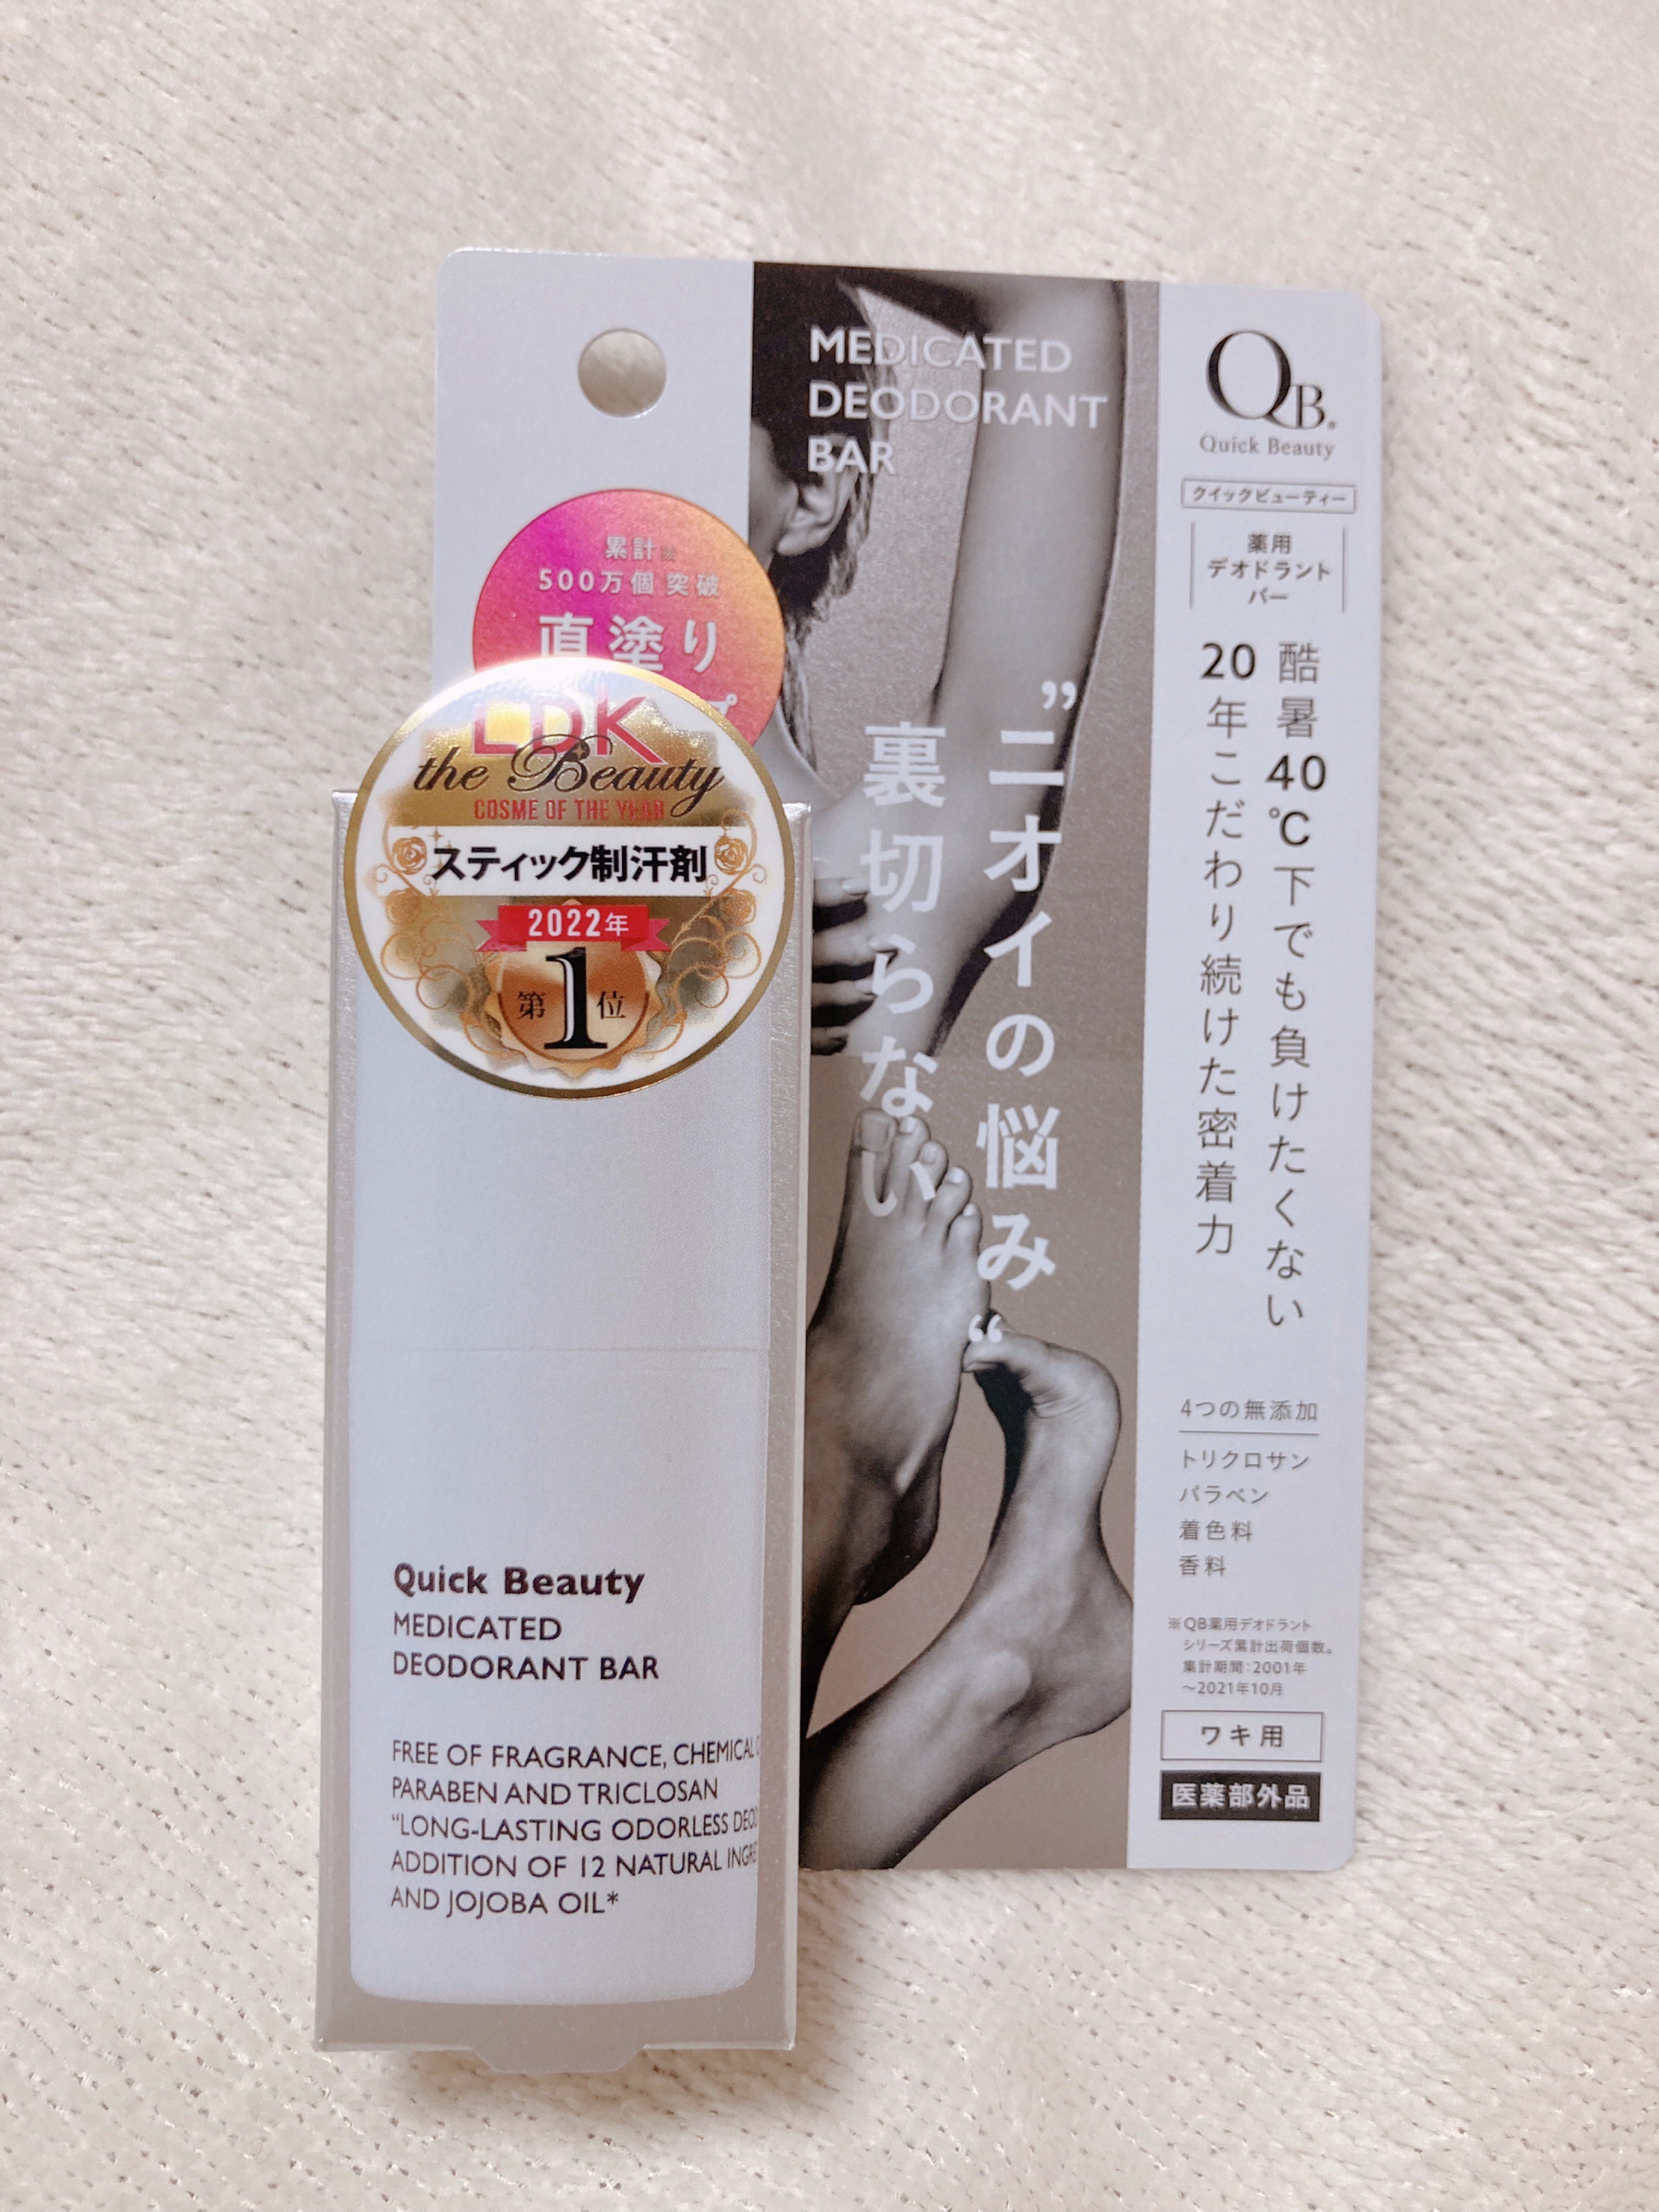 MEDICATED
DEODORANT
BAR
QB®
Quick Beauty
クイックビューティー
薬用
デオドラント
バー
酷暑40℃下でも負けたくない
20年こだわり続けた密着力
”ニオイの悩み“
裏切らない
累計※
500万個 突破
直塗り
プ
LDK
the Beauty
COSME OF THE YEAR
スティック制汗剤
2022年
第1位
4つの無添加
トリクロサン
パラベン
着色料
香料
※QB薬用デオドラント
シリーズ累計出荷個数。
集計期間:2001年
〜2021年10月
ワキ用
医薬部外品
Quick Beauty
MEDICATED
DEODORANT BAR
FREE OF FRAGRANCE, CHEMICAL
PARABEN AND TRICLOSAN
“LONG-LASTING ODORLESS DEO
ADDITION OF 12 NATURAL INGRE
AND JOJOBA OIL*